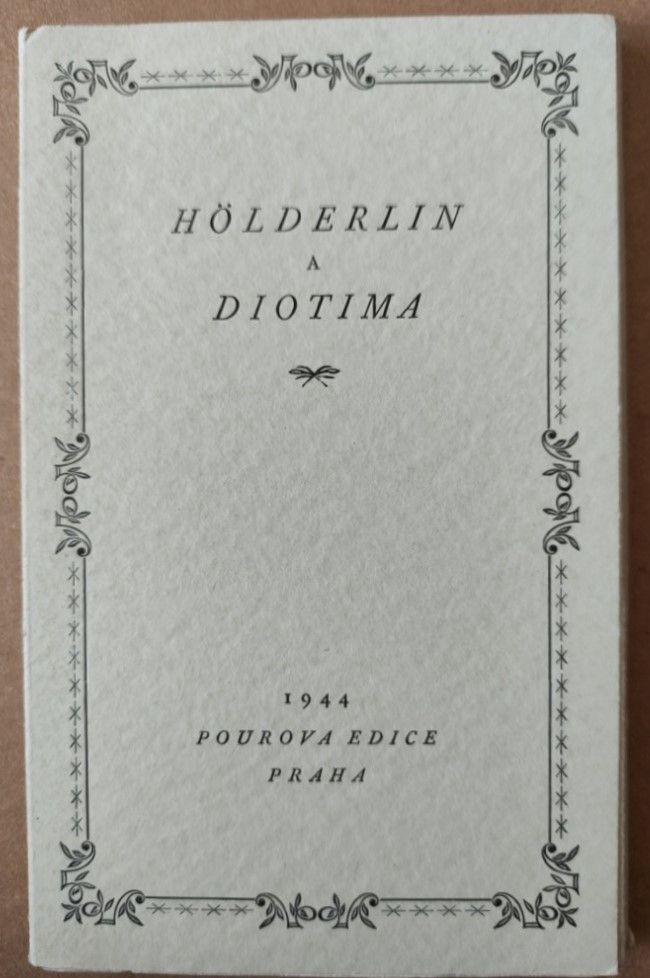 HÖLDERLIN
A
DIOTIMA
1944
POUROVA EDICE
PRAHA